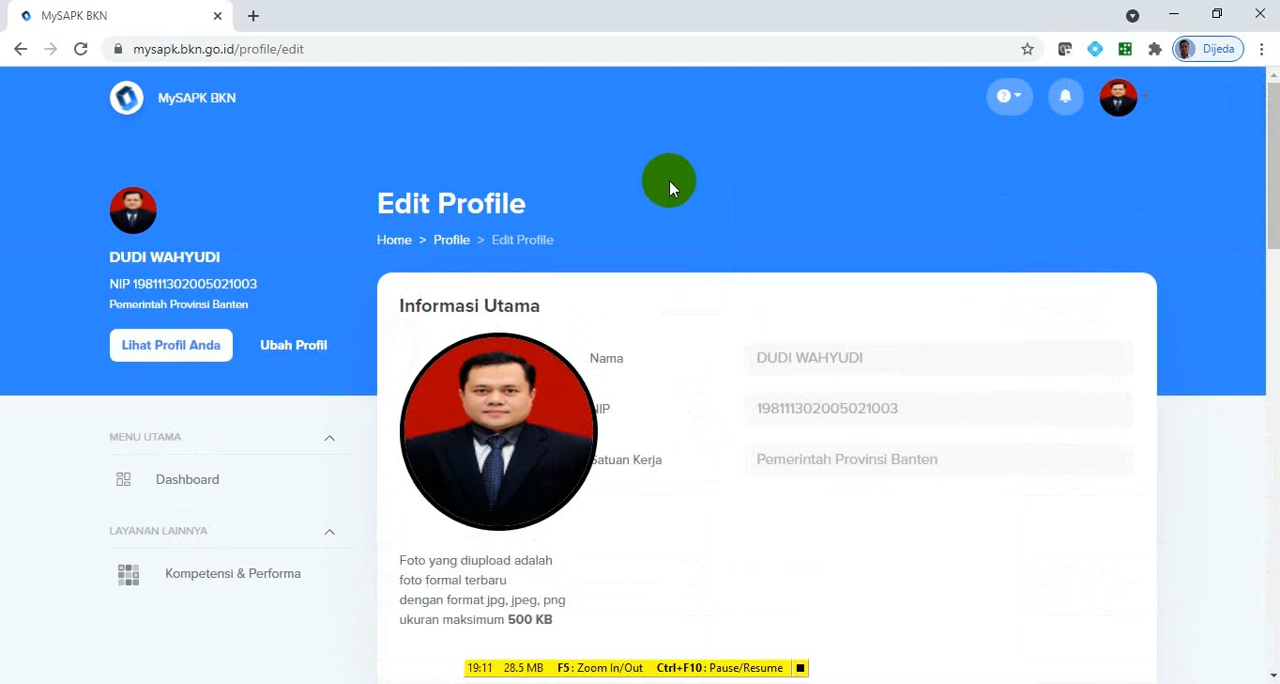 MySAPK BKN
mysapk.bkn.go.id/profile/edit
Dijeda
MySAPK BKN
DUDI WAHYUDI
NIP 198111302005021003
Pemerintah Provinsi Banten
Lihat Profil Anda
Ubah Profil
MENU UTAMA
Dashboard
LAYANAN LAINNYA
Kompetensi & Performa
Edit Profile
Home > Profile > Edit Profile
Informasi Utama
Nama DUDI WAHYUDI
NIP 198111302005021003
Satuan Kerja Pemerintah Provinsi Banten
Foto yang diupload adalah
foto formal terbaru
dengan format jpg, jpeg, png
ukuran maksimum 500 KB
19:11 28.5 MB F5 : Zoom In/Out Ctrl+F10 : Pause/Resume